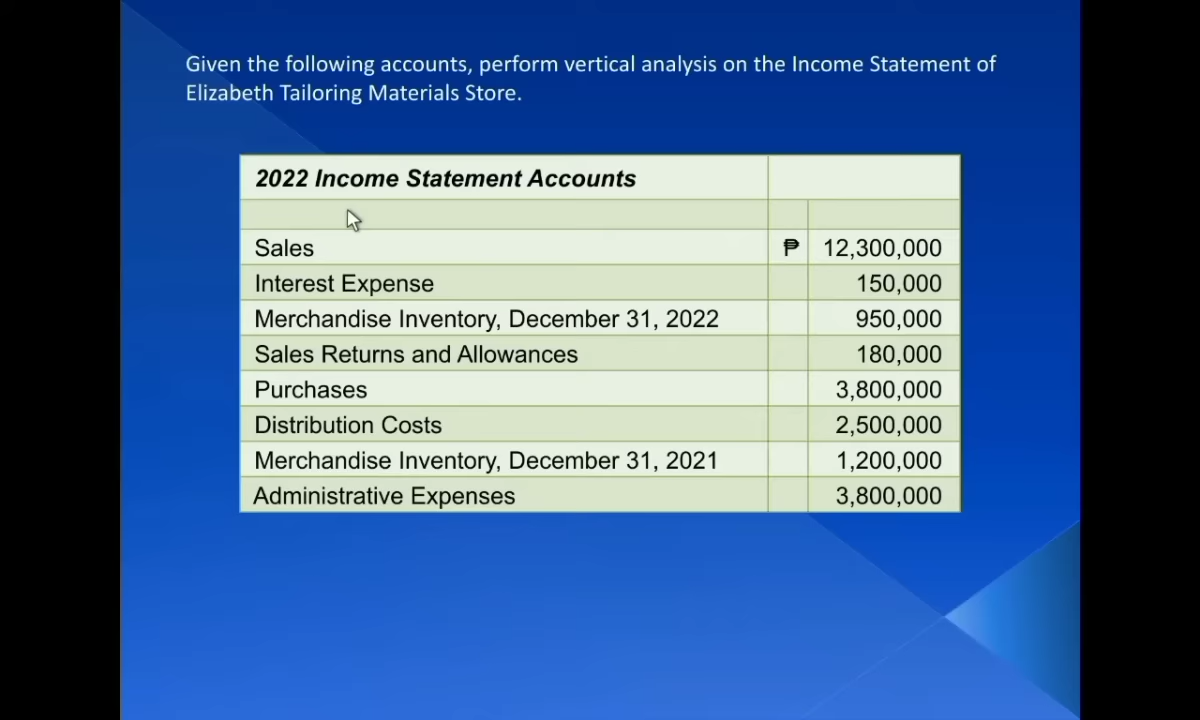 Given the following accounts, perform vertical analysis on the Income Statement of
Elizabeth Tailoring Materials Store.
2022 Income Statement Accounts
Sales ₱ 12,300,000
Interest Expense 150,000
Merchandise Inventory, December 31, 2022 950,000
Sales Returns and Allowances 180,000
Purchases 3,800,000
Distribution Costs 2,500,000
Merchandise Inventory, December 31, 2021 1,200,000
Administrative Expenses 3,800,000